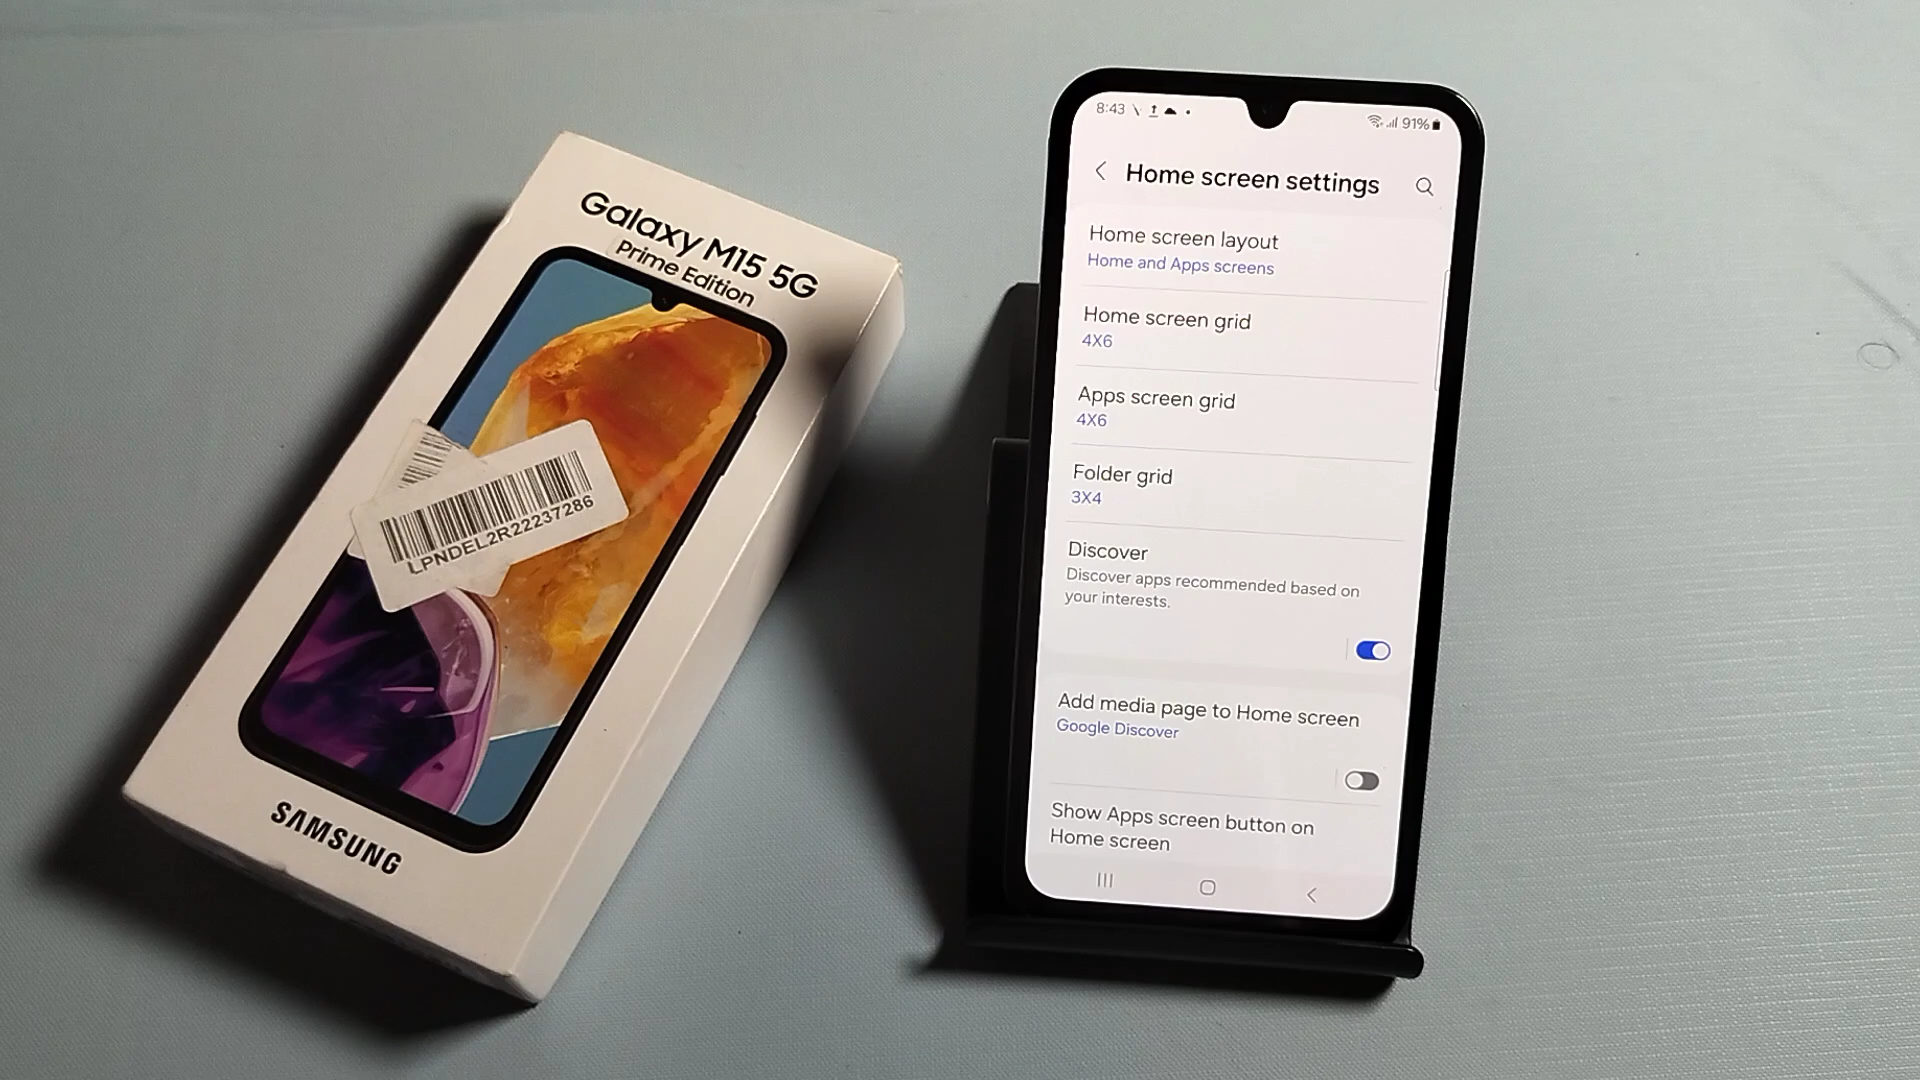 Galaxy M15 5G
Prime Edition
LPNDEL2R22237286
SAMSUNG
8:43
91%
Home screen settings
Home screen layout
Home and Apps screens
Home screen grid
4X6
Apps screen grid
4X6
Folder grid
3X4
Discover
Discover apps recommended based on
your interests.
Add media page to Home screen
Google Discover
Show Apps screen button on
Home screen